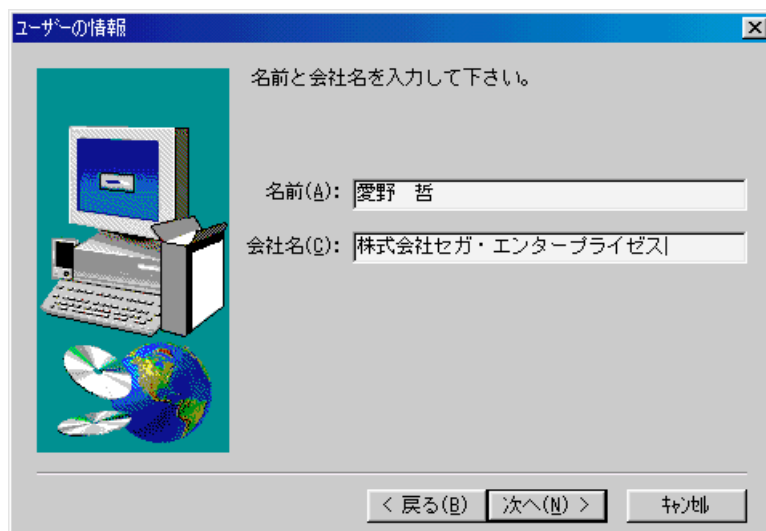 ユーザーの情報
名前と会社名を入力して下さい。
名前(A): 愛野　哲
会社名(C): 株式会社セガ・エンタープライゼス
< 戻る(B) 次へ(N) > キャンセル